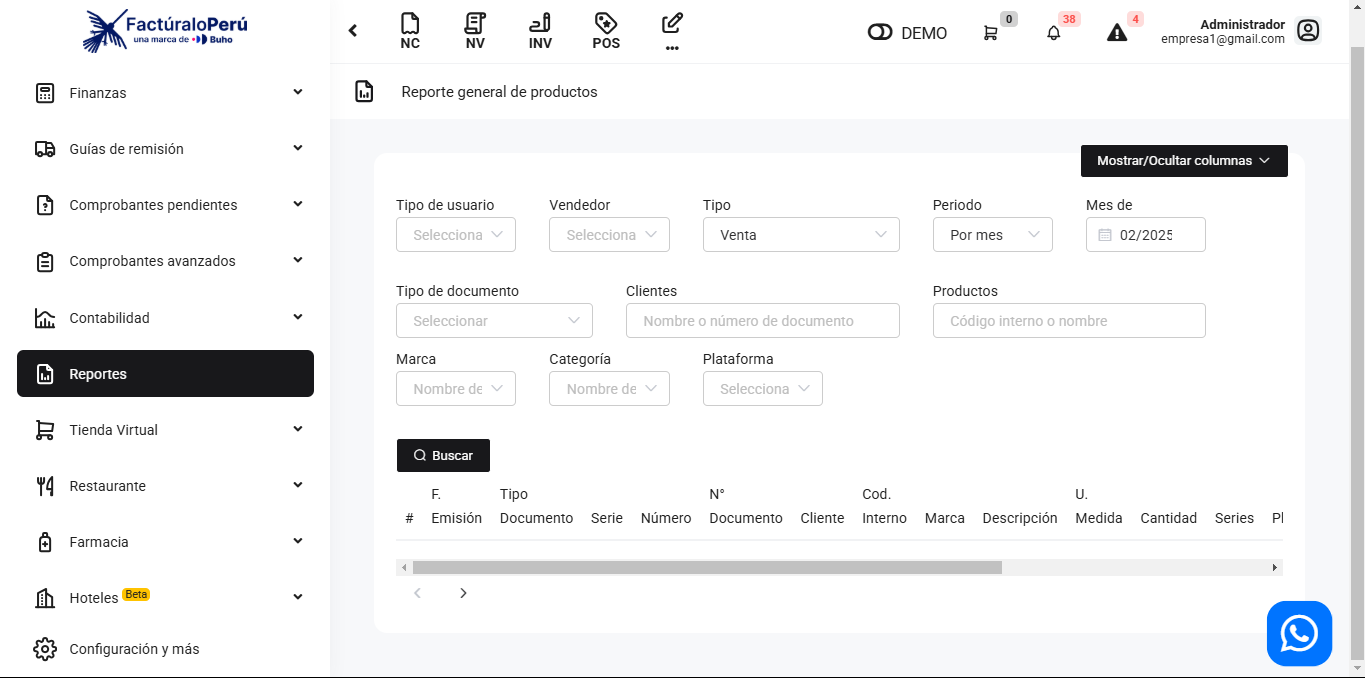 FactúraloPerú
una marca de Buho
NC
NV
INV
POS
...
DEMO
0
38
4
Administrador
empresa1@gmail.com
Finanzas
Guías de remisión
Comprobantes pendientes
Comprobantes avanzados
Contabilidad
Reportes
Tienda Virtual
Restaurante
Farmacia
Hoteles Beta
Configuración y más
Reporte general de productos
Mostrar/Ocultar columnas
Tipo de usuario Vendedor Tipo Periodo Mes de
Selecciona Selecciona Venta Por mes 02/2025
Tipo de documento Clientes Productos
Seleccionar Nombre o número de documento Código interno o nombre
Marca Categoría Plataforma
Nombre de Nombre de Selecciona
Buscar
F. Tipo N° Cod. U.
# Emisión Documento Serie Número Documento Cliente Interno Marca Descripción Medida Cantidad Series Pl